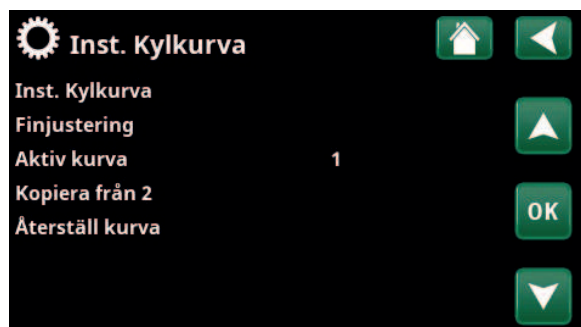 Inst. Kylkurva
Inst. Kylkurva
Finjustering
Aktiv kurva 1
Kopiera från 2
Återställ kurva
OK